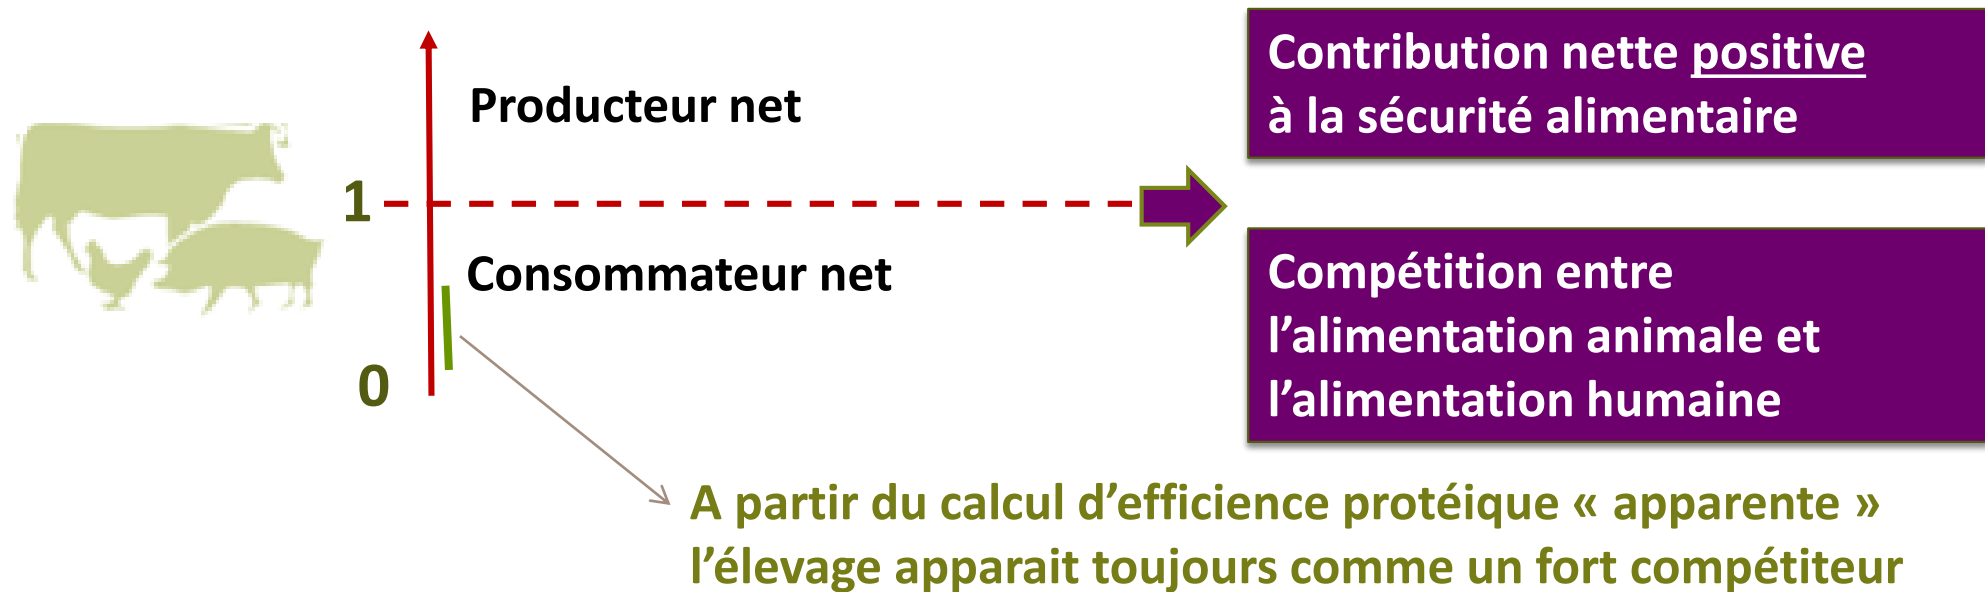 Producteur net
1
Consommateur net
0
Contribution nette positive
à la sécurité alimentaire
Compétition entre
l’alimentation animale et
l’alimentation humaine
A partir du calcul d’efficience protéique « apparente »
l’élevage apparait toujours comme un fort compétiteur